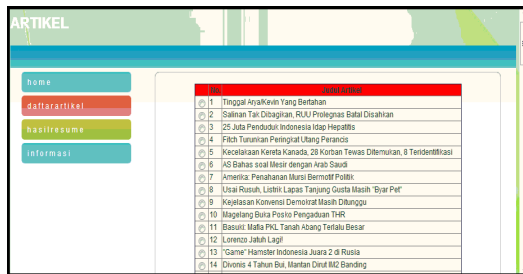 ARTIKEL
home
daftarartikel
hasilresume
informasi
No Judul Artikel
1 Tinggal Arya/Kevin Yang Bertahan
2 Salinan Tak Dibagikan, RUU Prolegnas Batal Disahkan
3 25 Juta Penduduk Indonesia Idap Hepatitis
4 Fitch Turunkan Peringkat Utang Perancis
5 Kecelakaan Kereta Kanada, 28 Korban Tewas Ditemukan, 8 Teridentifikasi
6 AS Bahas soal Mesir dengan Arab Saudi
7 Amerika: Penahanan Mursi Bermotif Politik
8 Usai Rusuh, Listrik Lapas Tanjung Gusta Masih "Byar Pet"
9 Kejelasan Konvensi Demokrat Masih Ditunggu
10 Magelang Buka Posko Pengaduan THR
11 Basuki: Mafia PKL Tanah Abang Terlalu Besar
12 Lorenzo Jatuh Lagi!
13 "Game" Hamster Indonesia Juara 2 di Rusia
14 Divonis 4 Tahun Bui, Mantan Dirut IM2 Banding